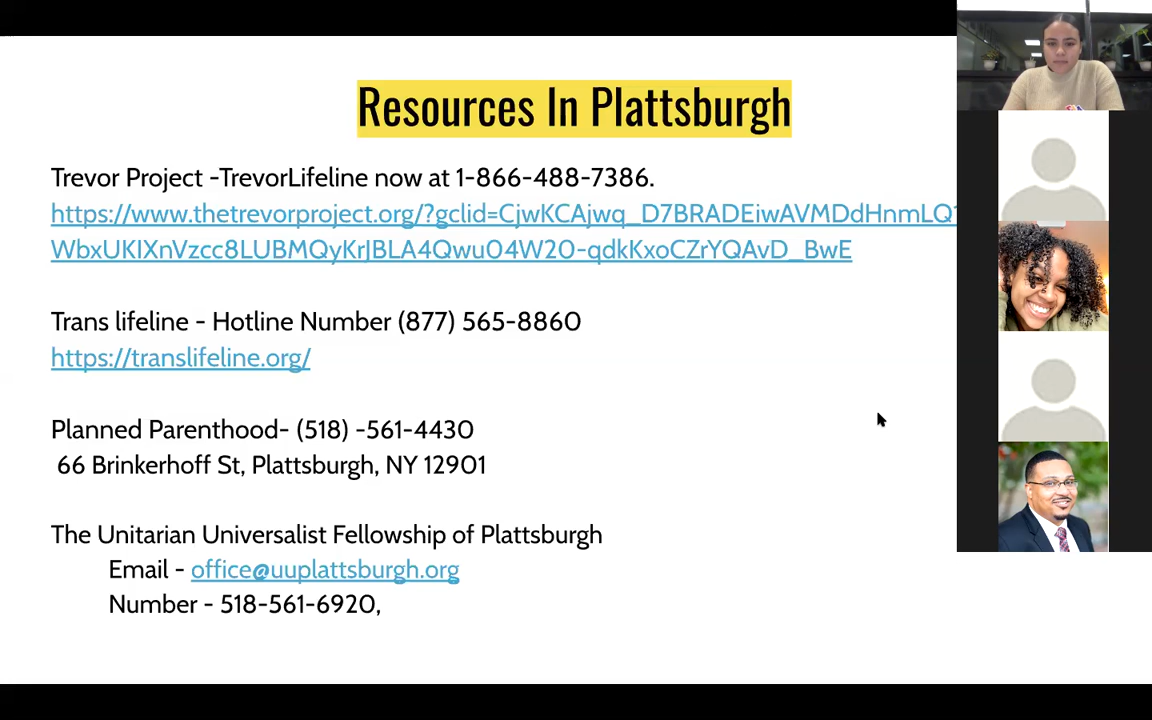 Resources In Plattsburgh
Trevor Project -TrevorLifeline now at 1-866-488-7386.
https://www.thetrevorproject.org/?gclid=CjwKCAjwq_D7BRADEiwAVMDdHnmLQ
WbxUKIXnVzcc8LUBMQyKrJBLA4Qwu04W20-qdkKxoCZrYQAvD_BwE
Trans lifeline - Hotline Number (877) 565-8860
https://translifeline.org/
Planned Parenthood- (518) -561-4430
66 Brinkerhoff St, Plattsburgh, NY 12901
The Unitarian Universalist Fellowship of Plattsburgh
Email - office@uuplattsburgh.org
Number - 518-561-6920,